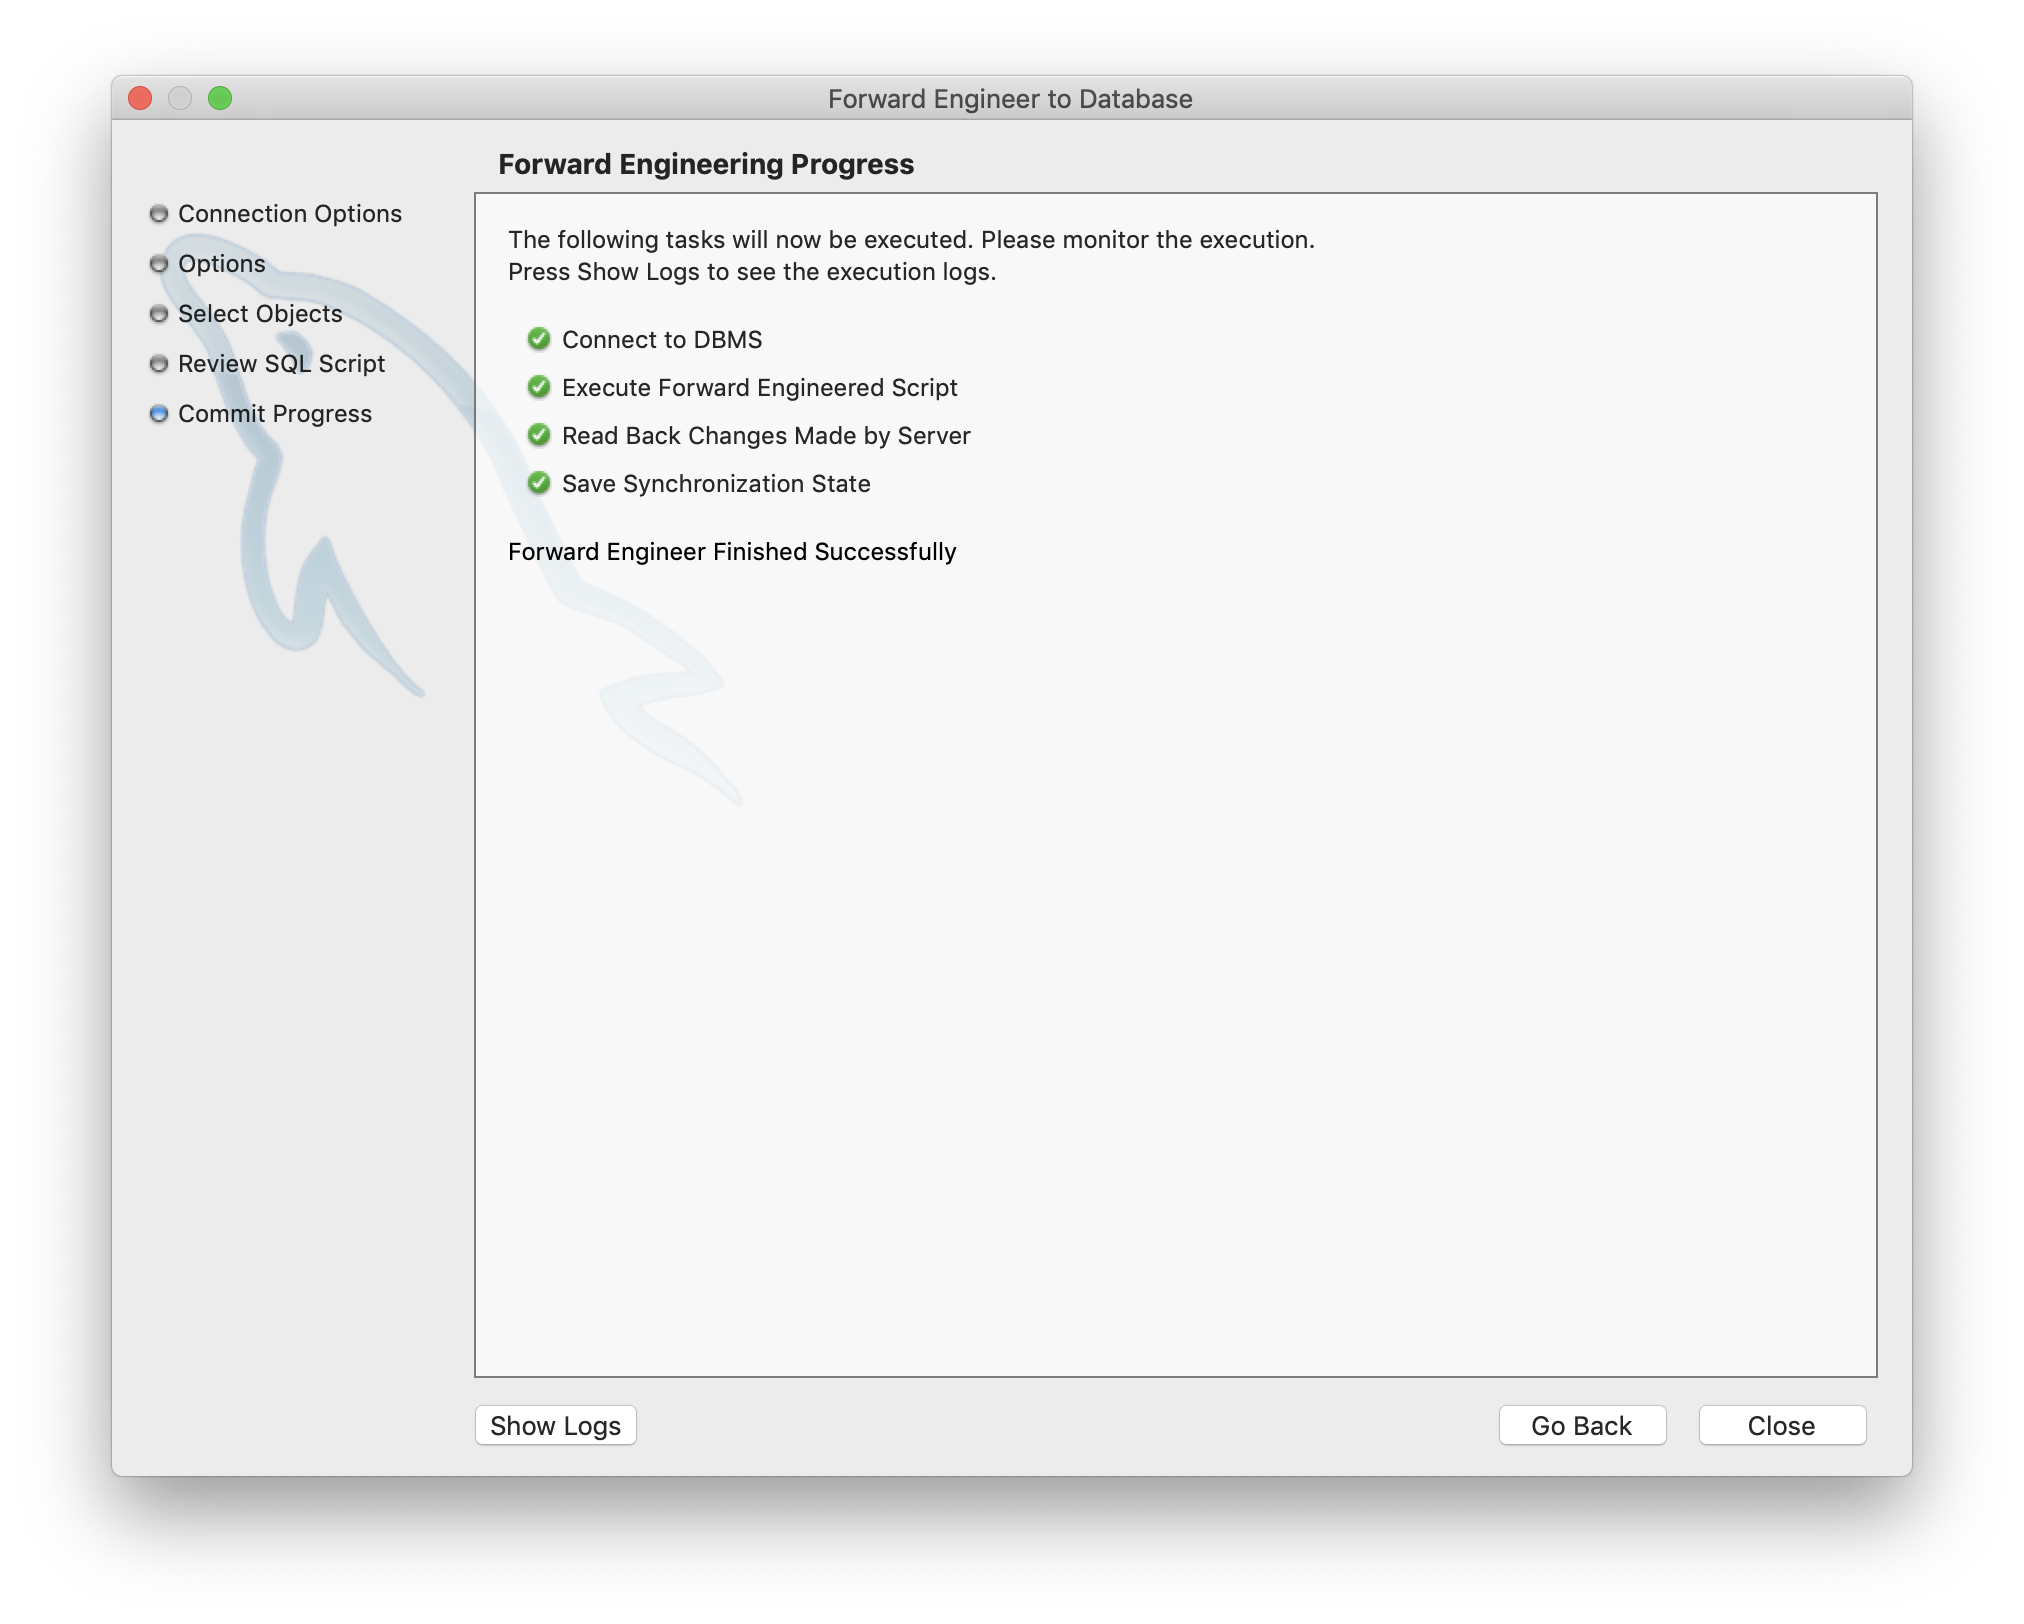 Forward Engineer to Database
Forward Engineering Progress
Connection Options
Options
Select Objects
Review SQL Script
Commit Progress
The following tasks will now be executed. Please monitor the execution.
Press Show Logs to see the execution logs.
Connect to DBMS
Execute Forward Engineered Script
Read Back Changes Made by Server
Save Synchronization State
Forward Engineer Finished Successfully
Show Logs
Go Back
Close